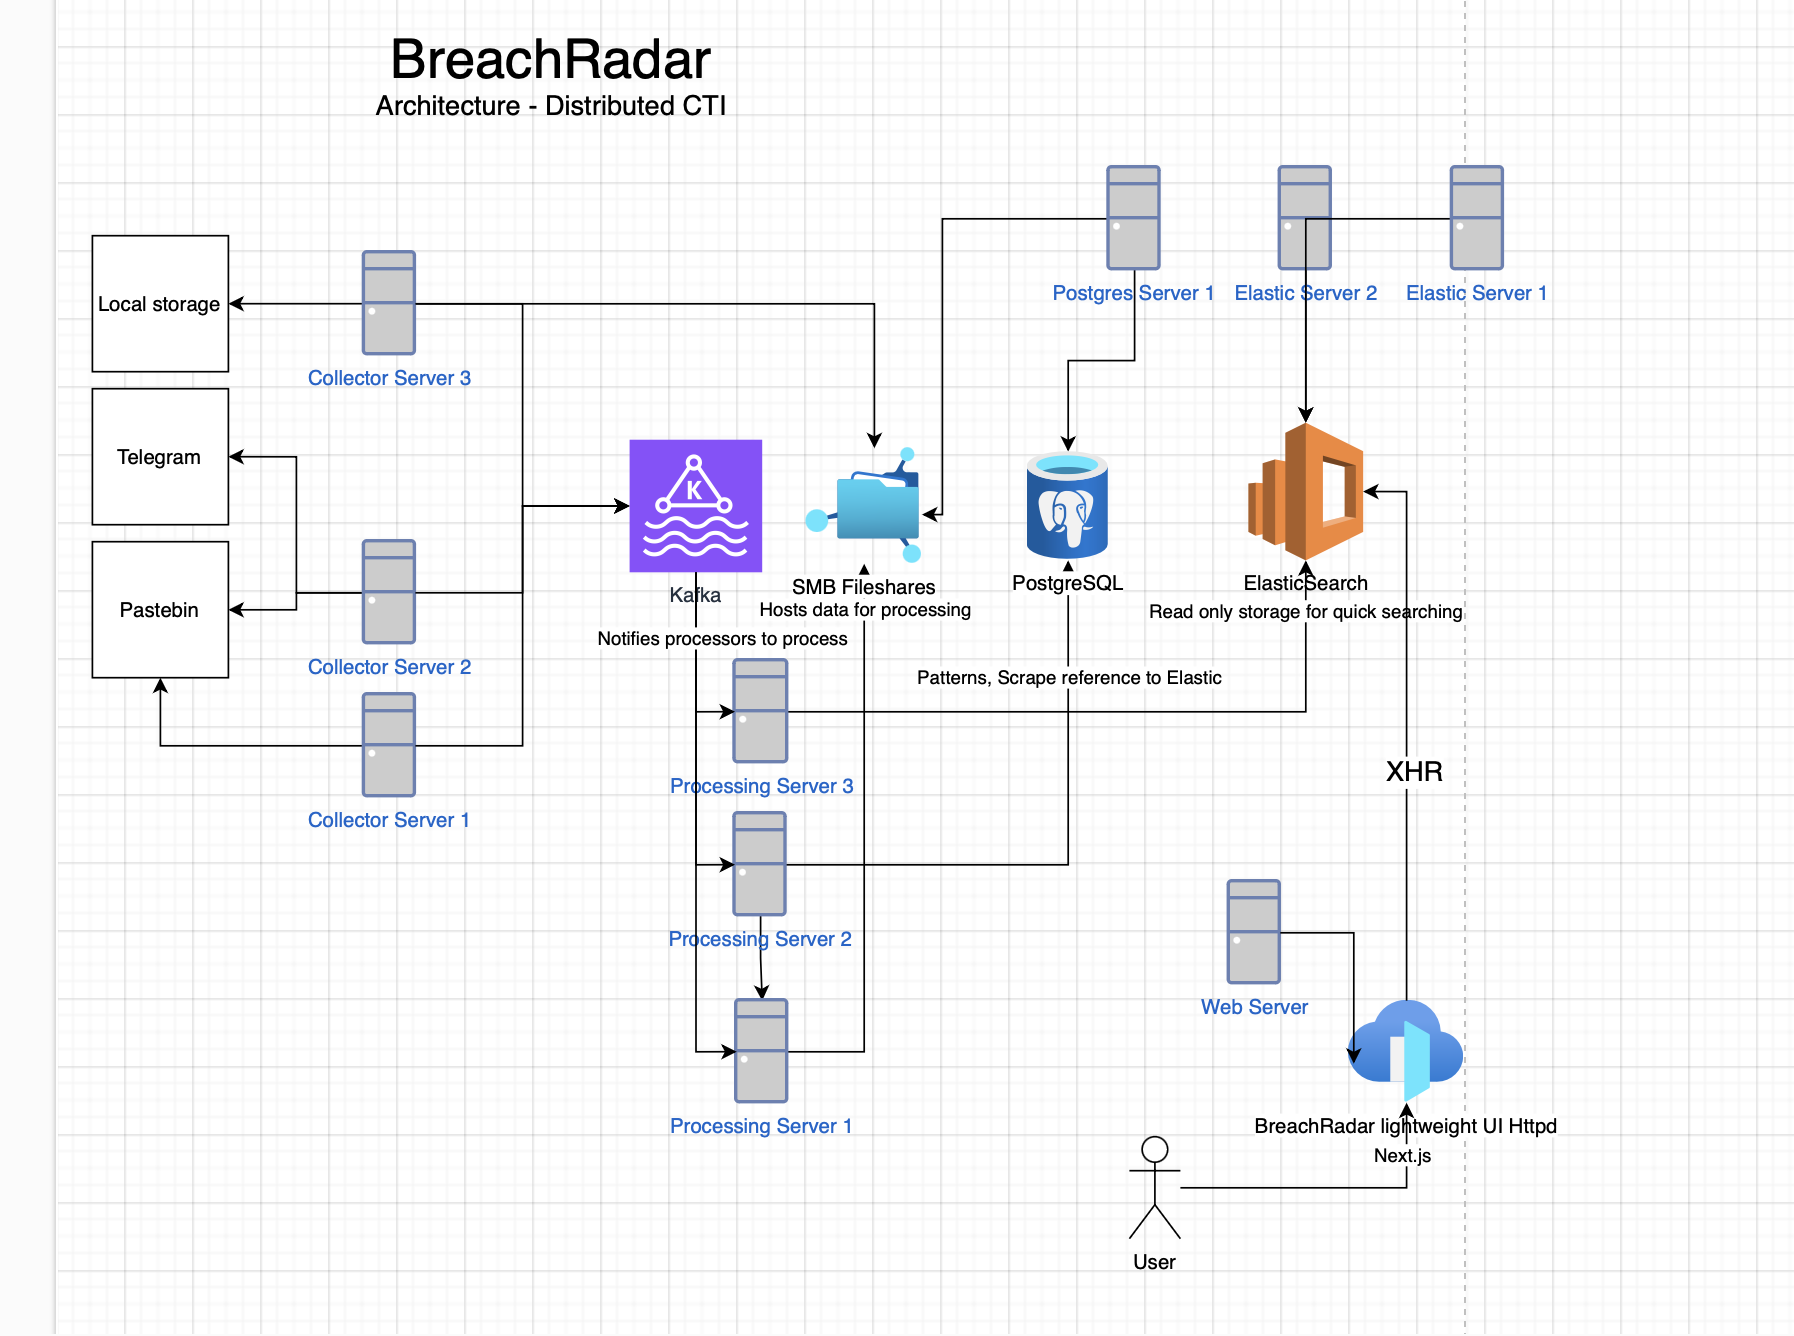 BreachRadar
Architecture - Distributed CTI
Postgres Server 1
Elastic Server 2
Elastic Server 1
Local storage
Collector Server 3
Telegram
Pastebin
Collector Server 2
Collector Server 1
K
Kafka
Notifies processors to process
SMB Fileshares
Hosts data for processing
PostgreSQL
ElasticSearch
Read only storage for quick searching
Patterns, Scrape reference to Elastic
Processing Server 3
Processing Server 2
Processing Server 1
XHR
Web Server
BreachRadar lightweight UI Httpd
Next.js
User